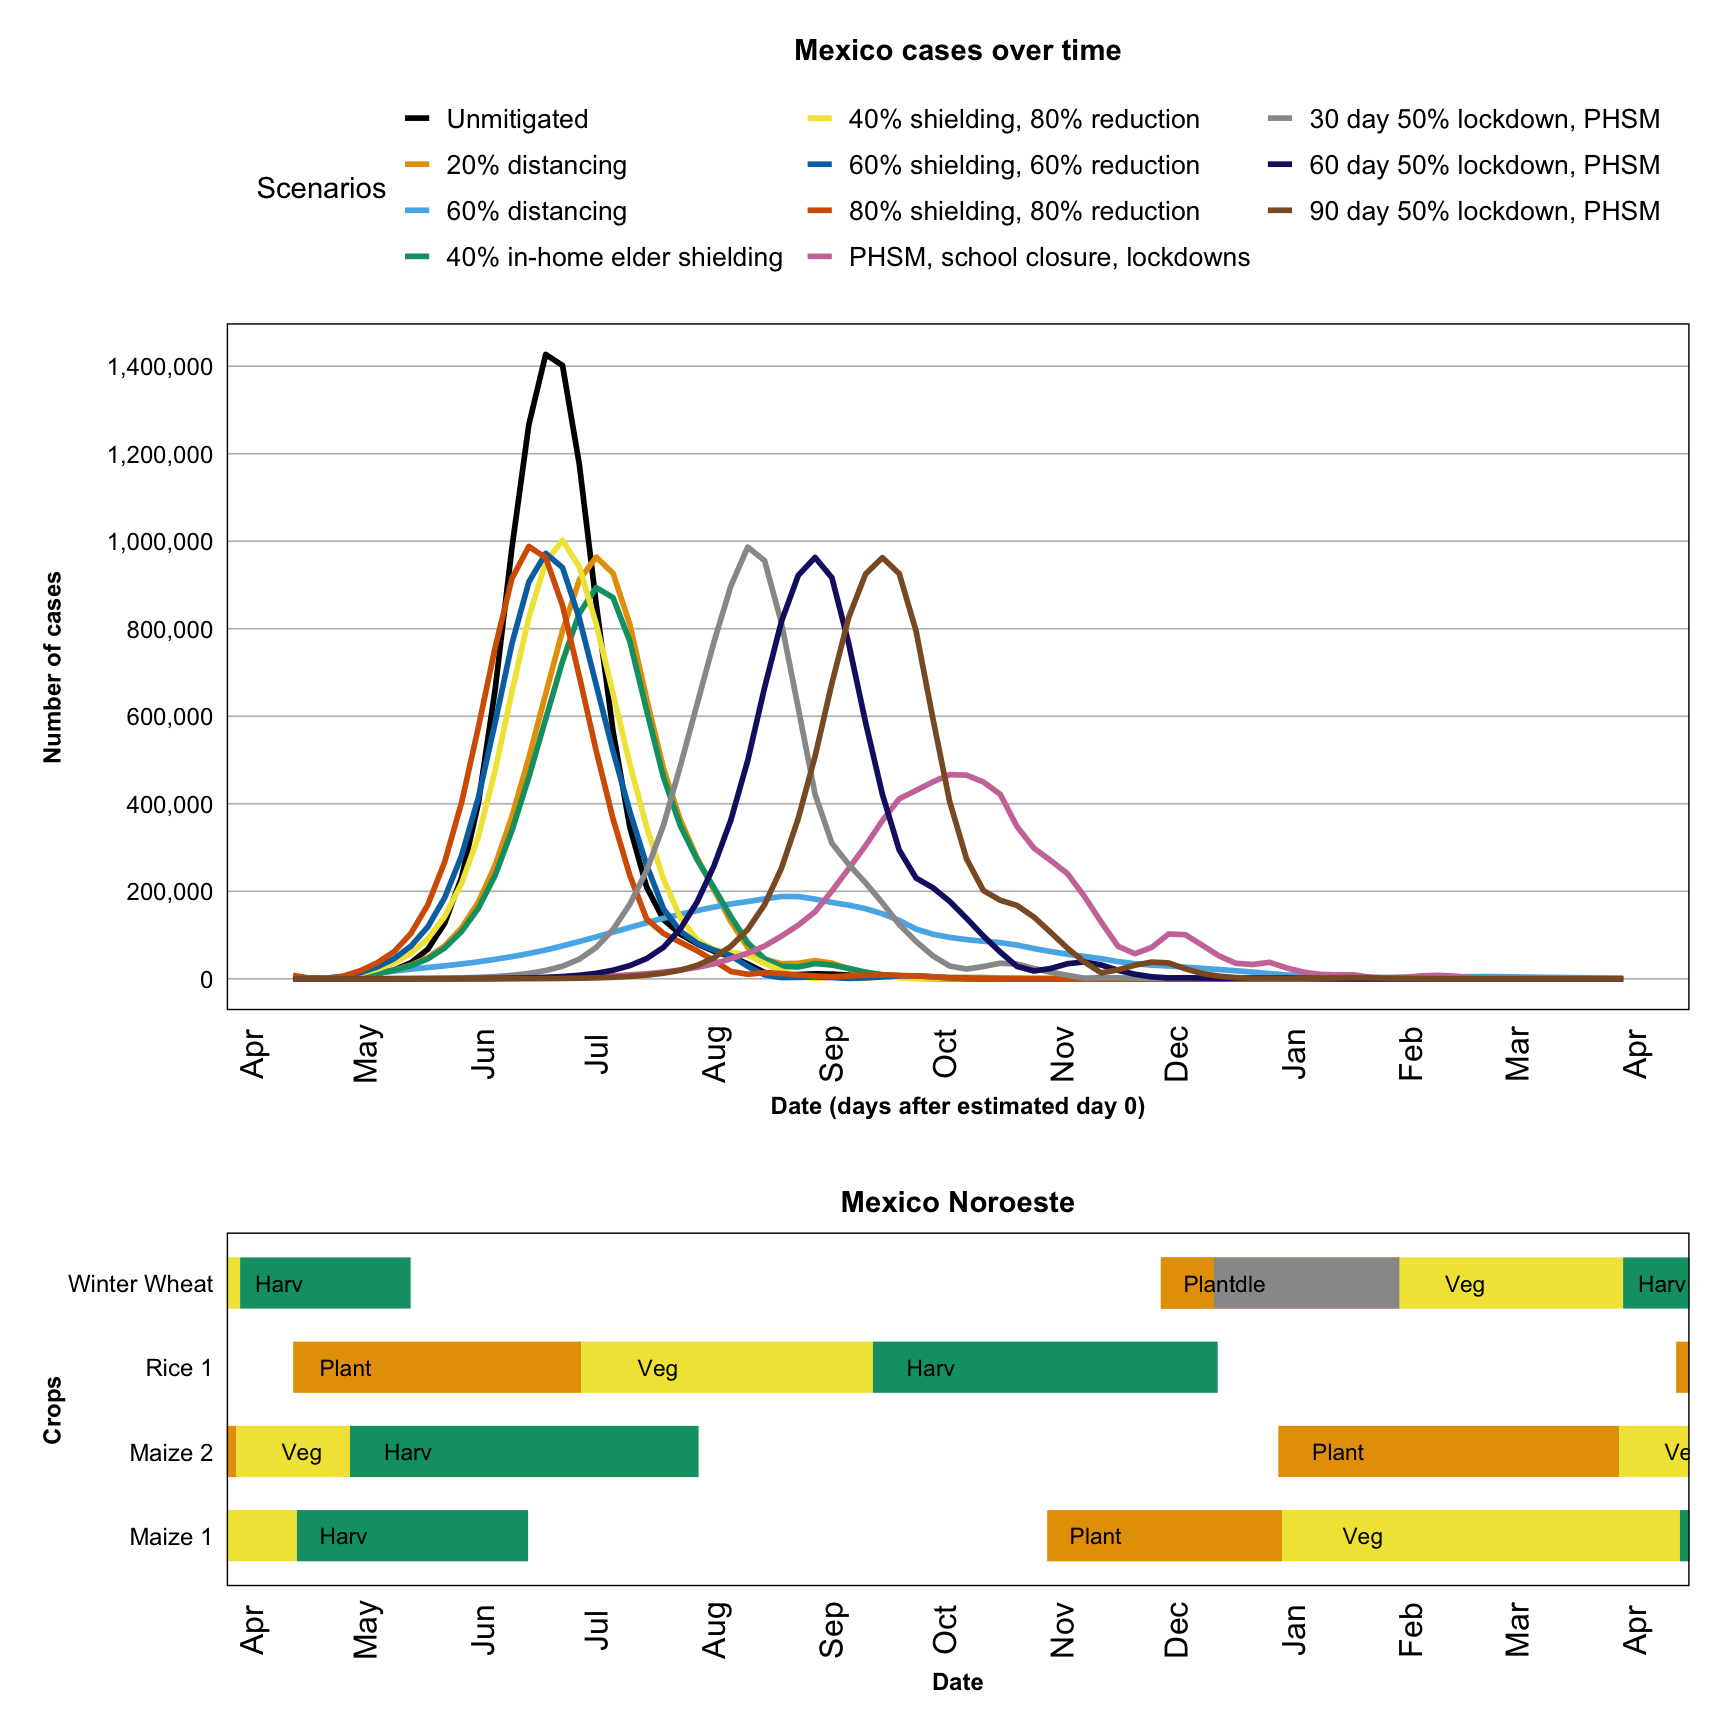 Mexico cases over time
Scenarios
Unmitigated
20% distancing
60% distancing
40% in-home elder shielding
40% shielding, 80% reduction
60% shielding, 60% reduction
80% shielding, 80% reduction
PHSM, school closure, lockdowns
30 day 50% lockdown, PHSM
60 day 50% lockdown, PHSM
90 day 50% lockdown, PHSM
Number of cases
1,400,000
1,200,000
1,000,000
800,000
600,000
400,000
200,000
0
Apr May Jun Jul Aug Sep Oct Nov Dec Jan Feb Mar Apr
Date (days after estimated day 0)
Mexico Noroeste
Crops
Winter Wheat Harv Plantdle Veg Harv
Rice 1 Plant Veg Harv
Maize 2 Veg Harv Plant Ve
Maize 1 Harv Plant Veg
Apr May Jun Jul Aug Sep Oct Nov Dec Jan Feb Mar Apr
Date